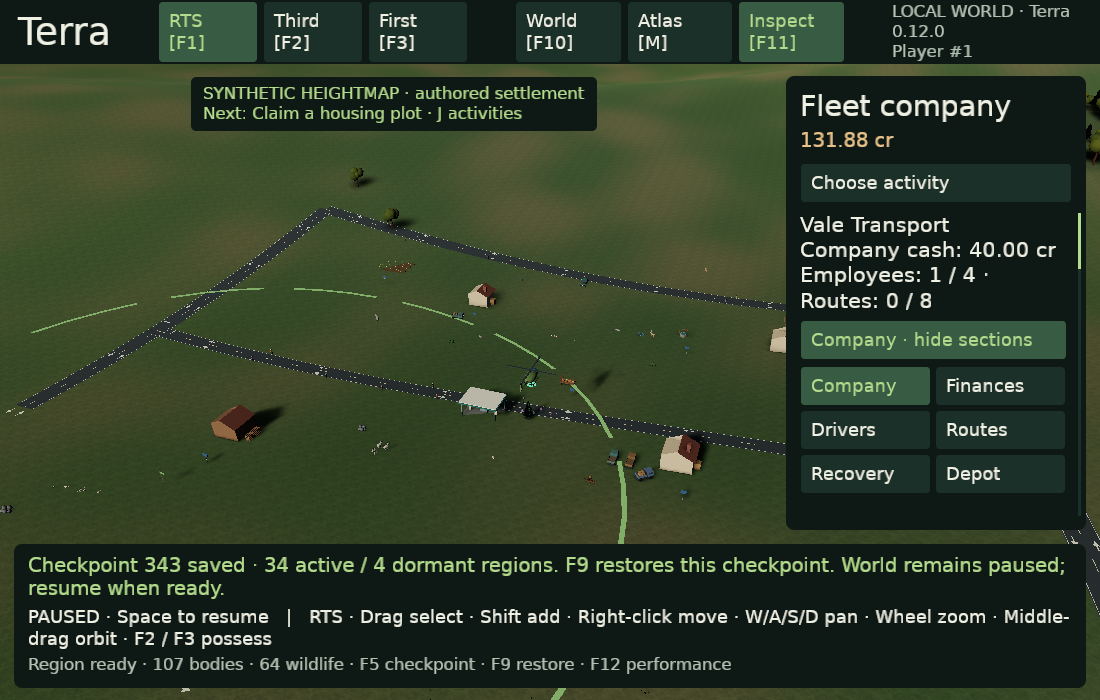 Terra
RTS
[F1]
Third
[F2]
First
[F3]
World
[F10]
Atlas
[M]
Inspect
[F11]
LOCAL WORLD · Terra
0.12.0
Player #1
SYNTHETIC HEIGHTMAP · authored settlement
Next: Claim a housing plot · J activities
Fleet company
131.88 cr
Choose activity
Vale Transport
Company cash: 40.00 cr
Employees: 1 / 4 ·
Routes: 0 / 8
Company · hide sections
Company
Finances
Drivers
Routes
Recovery
Depot
Checkpoint 343 saved · 34 active / 4 dormant regions. F9 restores this checkpoint. World remains paused;
resume when ready.
PAUSED · Space to resume | RTS · Drag select · Shift add · Right-click move · W/A/S/D pan · Wheel zoom · Middle-
drag orbit · F2 / F3 possess
Region ready · 107 bodies · 64 wildlife · F5 checkpoint · F9 restore · F12 performance